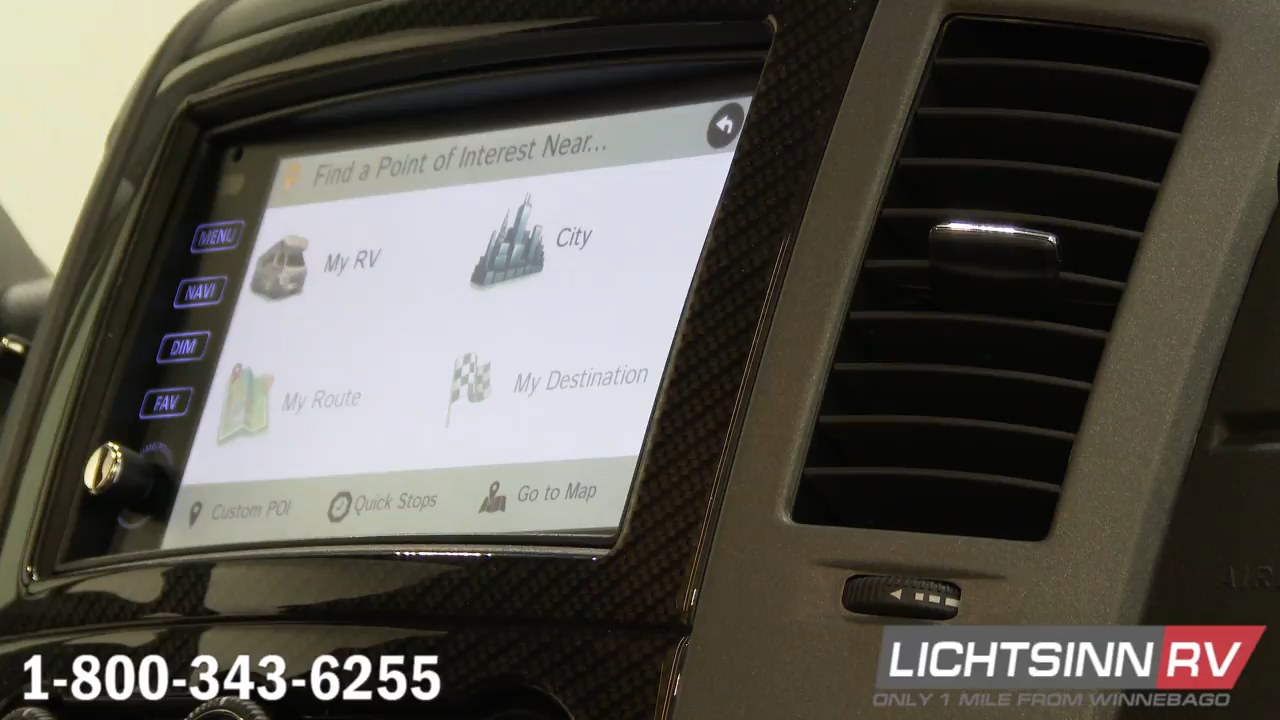 Find a Point of Interest Near...
MENU
NAVI
DIM
FAV
My RV
City
My Route
My Destination
Custom POI
Quick Stops
Go to Map
1-800-343-6255
LICHTSINN RV
ONLY 1 MILE FROM WINNEBAGO